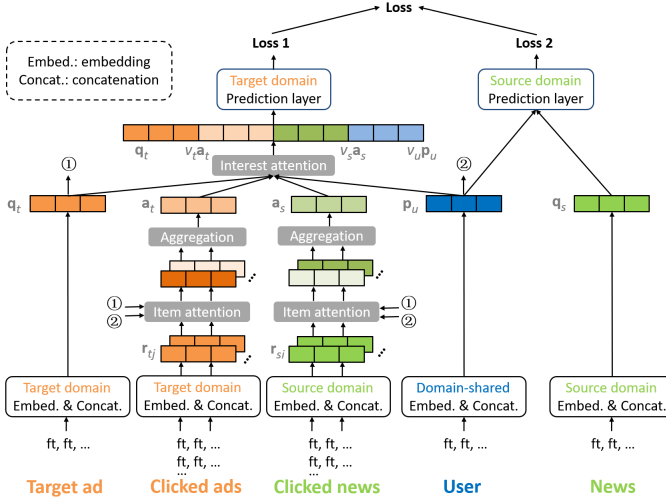 Loss
Loss 1
Loss 2
Embed.: embedding
Concat.: concatenation
Target domain
Prediction layer
Source domain
Prediction layer
q_t v_t a_t v_s a_s v_u p_u
① Interest attention ②
q_t a_t a_s p_u q_s
Aggregation Aggregation
...
...
① Item attention Item attention ①
② ②
r_tj ... r_si ...
Target domain
Embed. & Concat.
Target domain
Embed. & Concat.
Source domain
Embed. & Concat.
Domain-shared
Embed. & Concat.
Source domain
Embed. & Concat.
ft, ft, ...
ft, ft, ...
ft, ft, ...
...
ft, ft, ...
ft, ft, ...
...
ft, ft, ...
ft, ft, ...
Target ad Clicked ads Clicked news User News